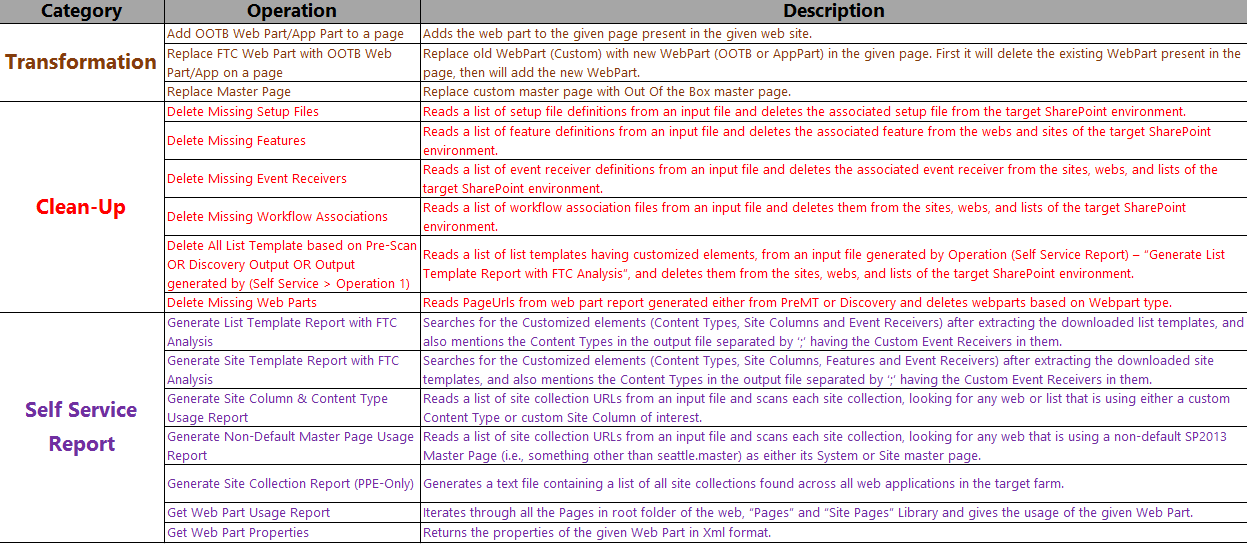 Category Operation Description
Transformation
Add OOTB Web Part/App Part to a page
Adds the web part to the given page present in the given web site.
Replace FTC Web Part with OOTB Web
Part/App on a page
Replace old WebPart (Custom) with new WebPart (OOTB or AppPart) in the given page. First it will delete the existing WebPart present in the
page, then will add the new WebPart.
Replace Master Page
Replace custom master page with Out Of the Box master page.
Clean-Up
Delete Missing Setup Files
Reads a list of setup file definitions from an input file and deletes the associated setup file from the target SharePoint environment.
Delete Missing Features
Reads a list of feature definitions from an input file and deletes the associated feature from the webs and sites of the target SharePoint
environment.
Delete Missing Event Receivers
Reads a list of event receiver definitions from an input file and deletes the associated event receiver from the sites, webs, and lists of the
target SharePoint environment.
Delete Missing Workflow Associations
Reads a list of workflow association files from an input file and deletes them from the sites, webs, and lists of the target SharePoint
environment.
Delete All List Template based on Pre-Scan
OR Discovery Output OR Output
generated by (Self Service > Operation 1)
Reads a list of list templates having customized elements, from an input file generated by Operation (Self Service Report) – “Generate List
Template Report with FTC Analysis”, and deletes them from the sites, webs, and lists of the target SharePoint environment.
Delete Missing Web Parts
Reads PageUrls from web part report generated either from PreMT or Discovery and deletes webparts based on Webpart type.
Self Service
Report
Generate List Template Report with FTC
Analysis
Searches for the Customized elements (Content Types, Site Columns and Event Receivers) after extracting the downloaded list templates, and
also mentions the Content Types in the output file separated by ‘;’ having the Custom Event Receivers in them.
Generate Site Template Report with FTC
Analysis
Searches for the Customized elements (Content Types, Site Columns, Features and Event Receivers) after extracting the downloaded site
templates, and also mentions the Content Types in the output file separated by ‘;’ having the Custom Event Receivers in them.
Generate Site Column & Content Type
Usage Report
Reads a list of site collection URLs from an input file and scans each site collection, looking for any web or list that is using either a custom
Content Type or custom Site Column of interest.
Generate Non-Default Master Page Usage
Report
Reads a list of site collection URLs from an input file and scans each site collection, looking for any web that is using a non-default SP2013
Master Page (i.e., something other than seattle.master) as either its System or Site master page.
Generate Site Collection Report (PPE-Only)
Generates a text file containing a list of all site collections found across all web applications in the target farm.
Get Web Part Usage Report
Iterates through all the Pages in root folder of the web, “Pages” and “Site Pages” Library and gives the usage of the given Web Part.
Get Web Part Properties
Returns the properties of the given Web Part in Xml format.